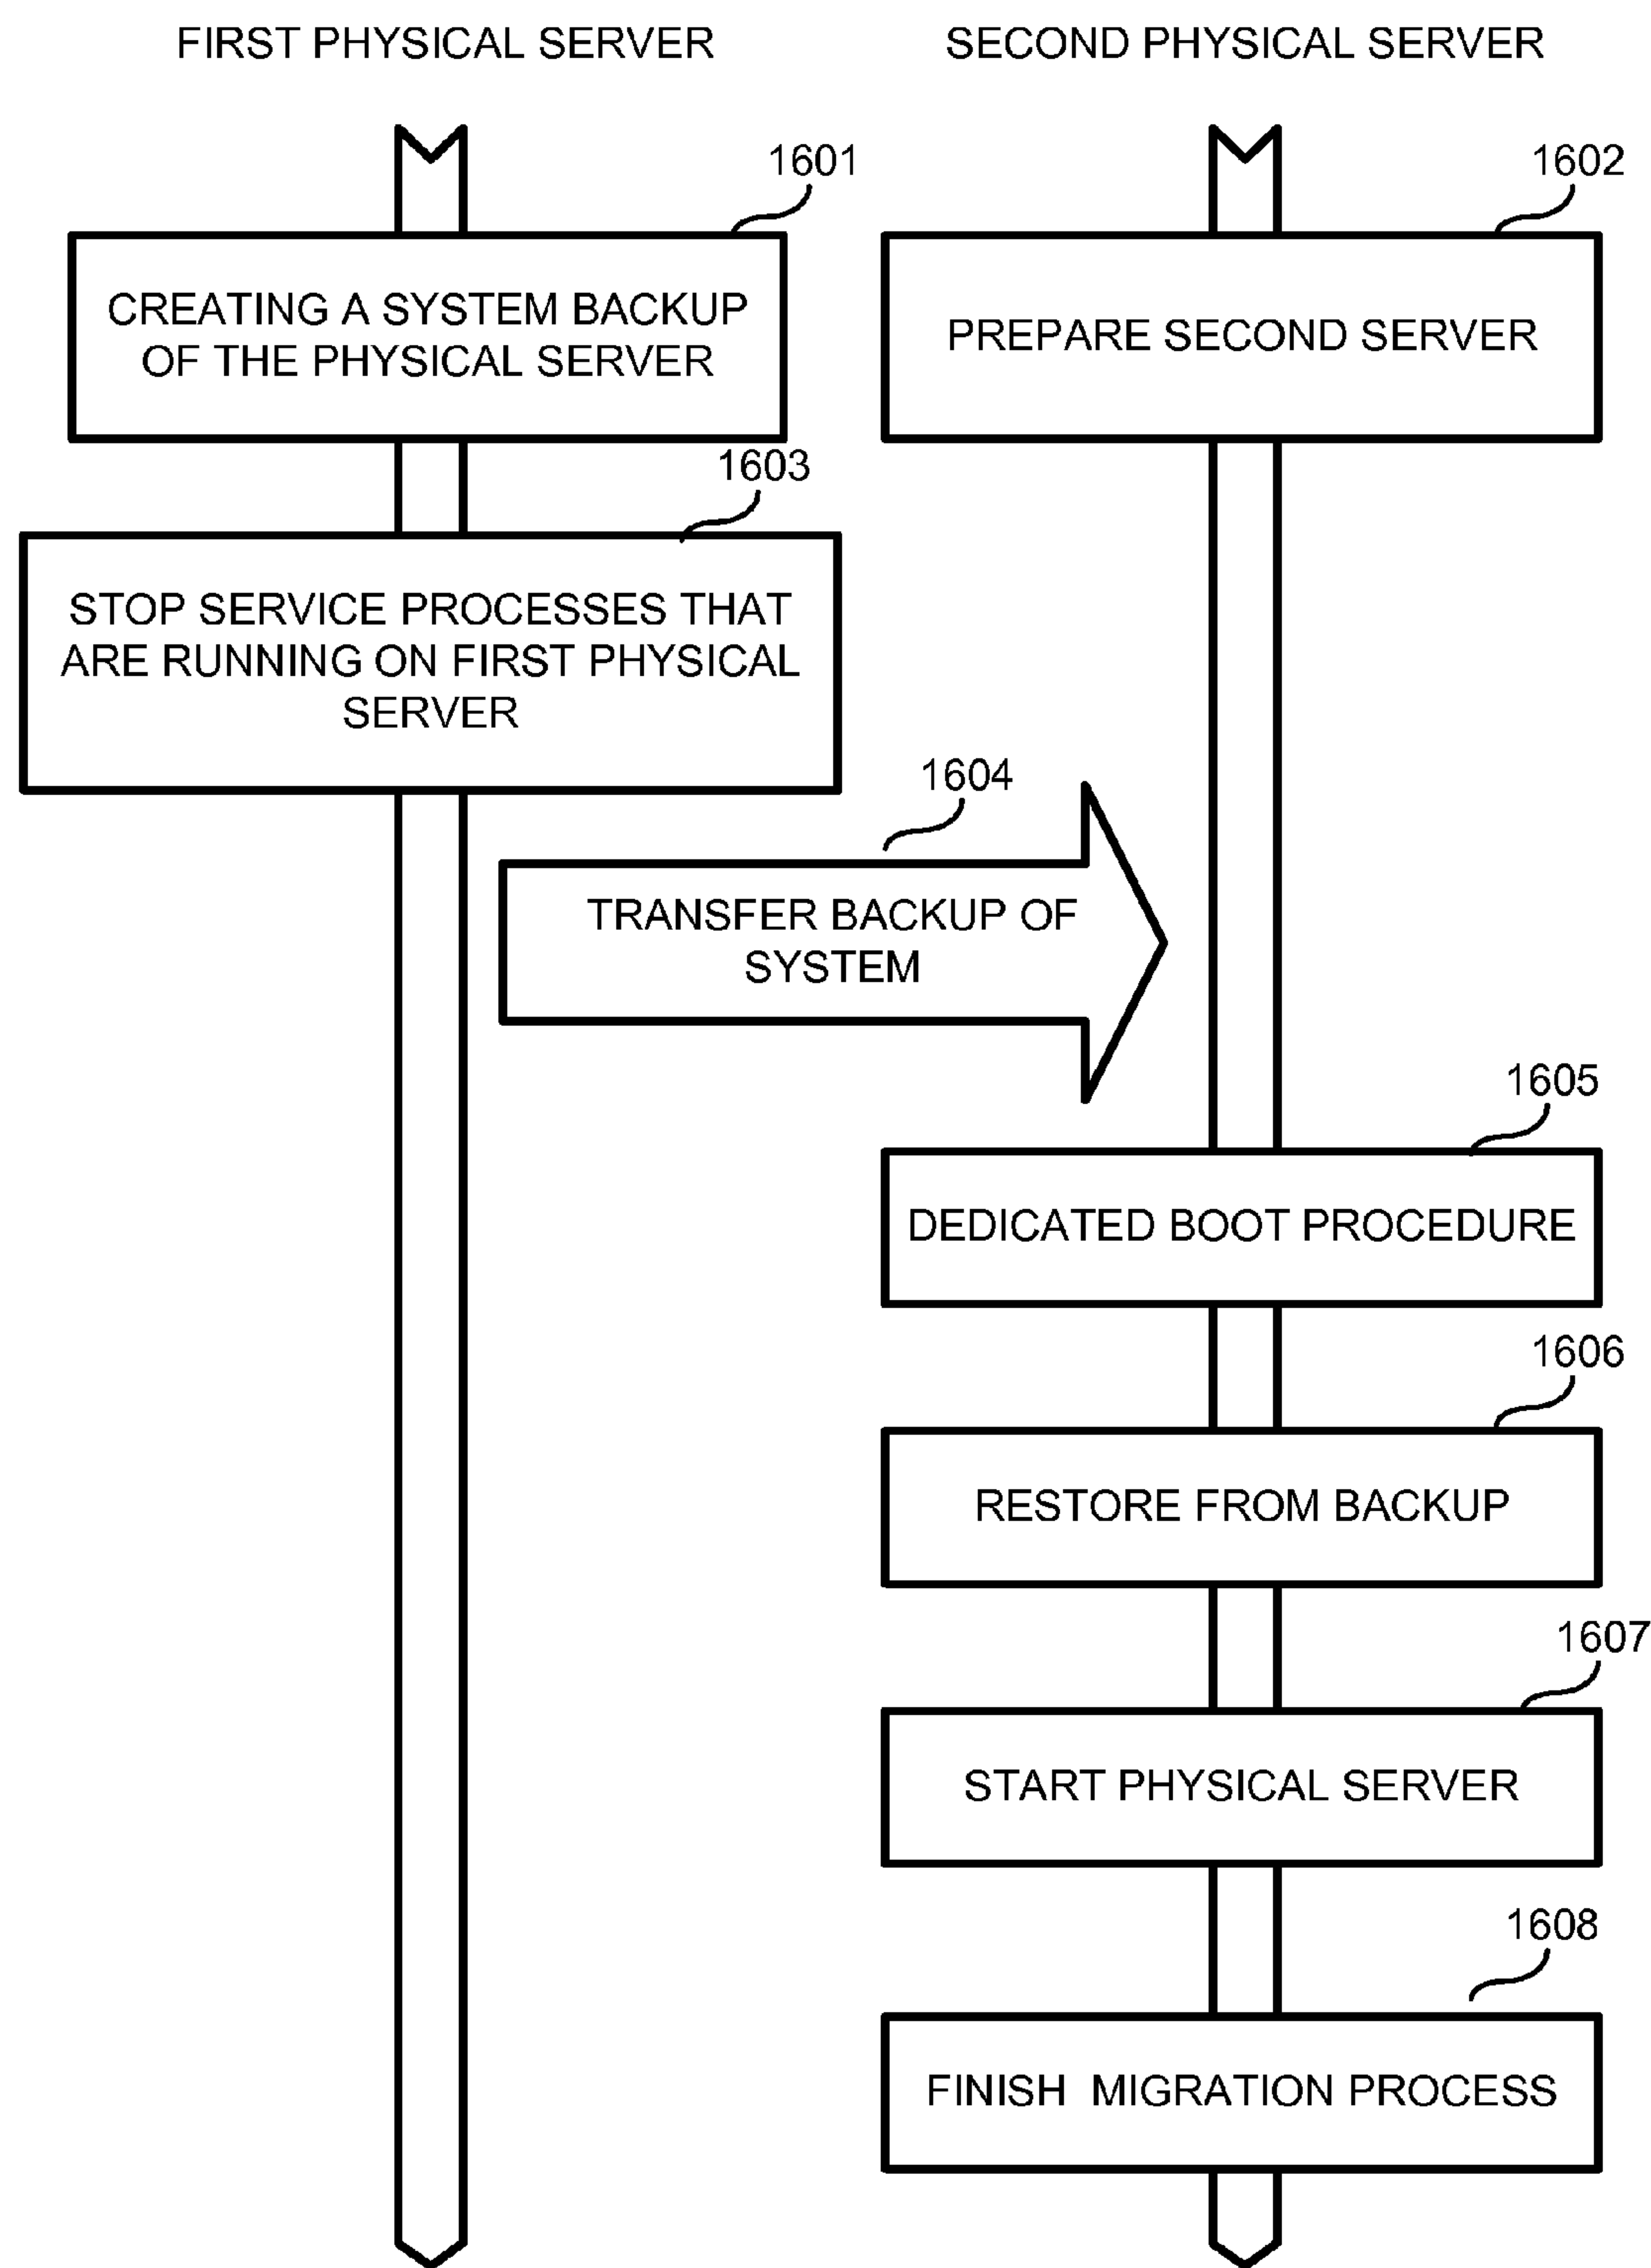 FIRST PHYSICAL SERVER
SECOND PHYSICAL SERVER
1601
1602
CREATING A SYSTEM BACKUP
OF THE PHYSICAL SERVER
PREPARE SECOND SERVER
1603
STOP SERVICE PROCESSES THAT
ARE RUNNING ON FIRST PHYSICAL
SERVER
1604
TRANSFER BACKUP OF
SYSTEM
1605
DEDICATED BOOT PROCEDURE
1606
RESTORE FROM BACKUP
1607
START PHYSICAL SERVER
1608
FINISH MIGRATION PROCESS